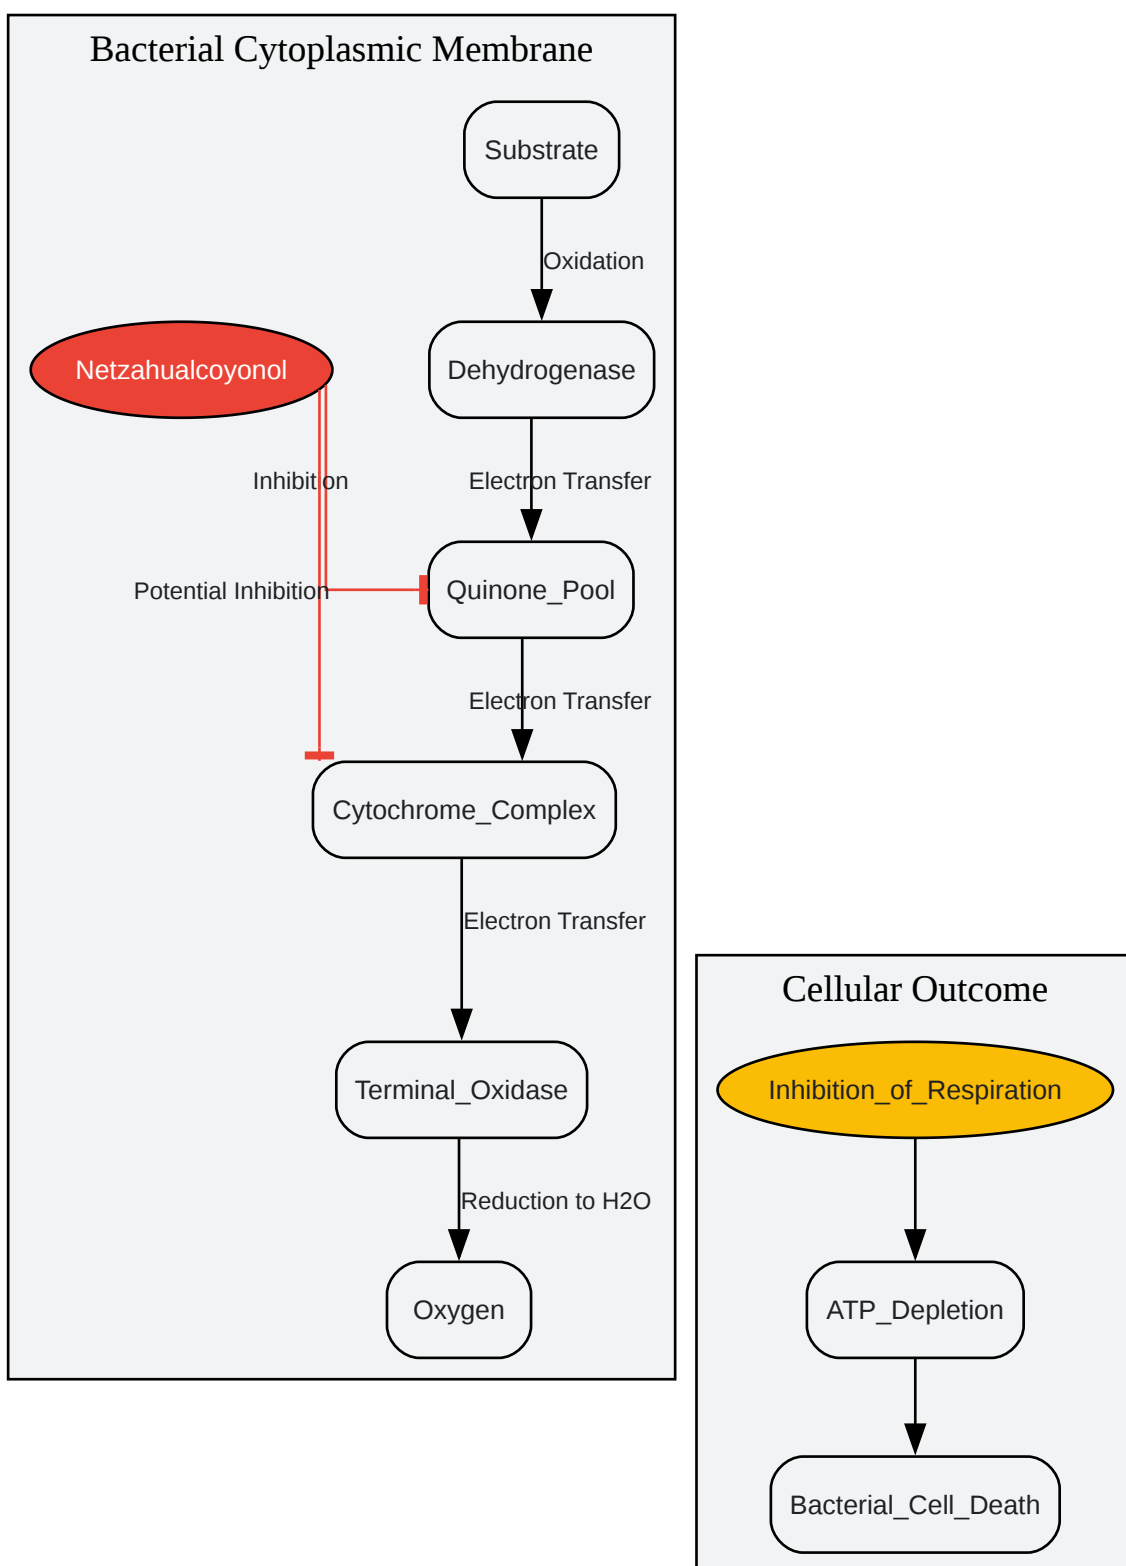 Bacterial Cytoplasmic Membrane
Substrate
Oxidation
Netzahualcoyonol
Dehydrogenase
Inhibition
Electron Transfer
Potential Inhibition
Quinone_Pool
Electron Transfer
Cytochrome_Complex
Electron Transfer
Terminal_Oxidase
Reduction to H2O
Oxygen
Cellular Outcome
Inhibition_of_Respiration
ATP_Depletion
Bacterial_Cell_Death